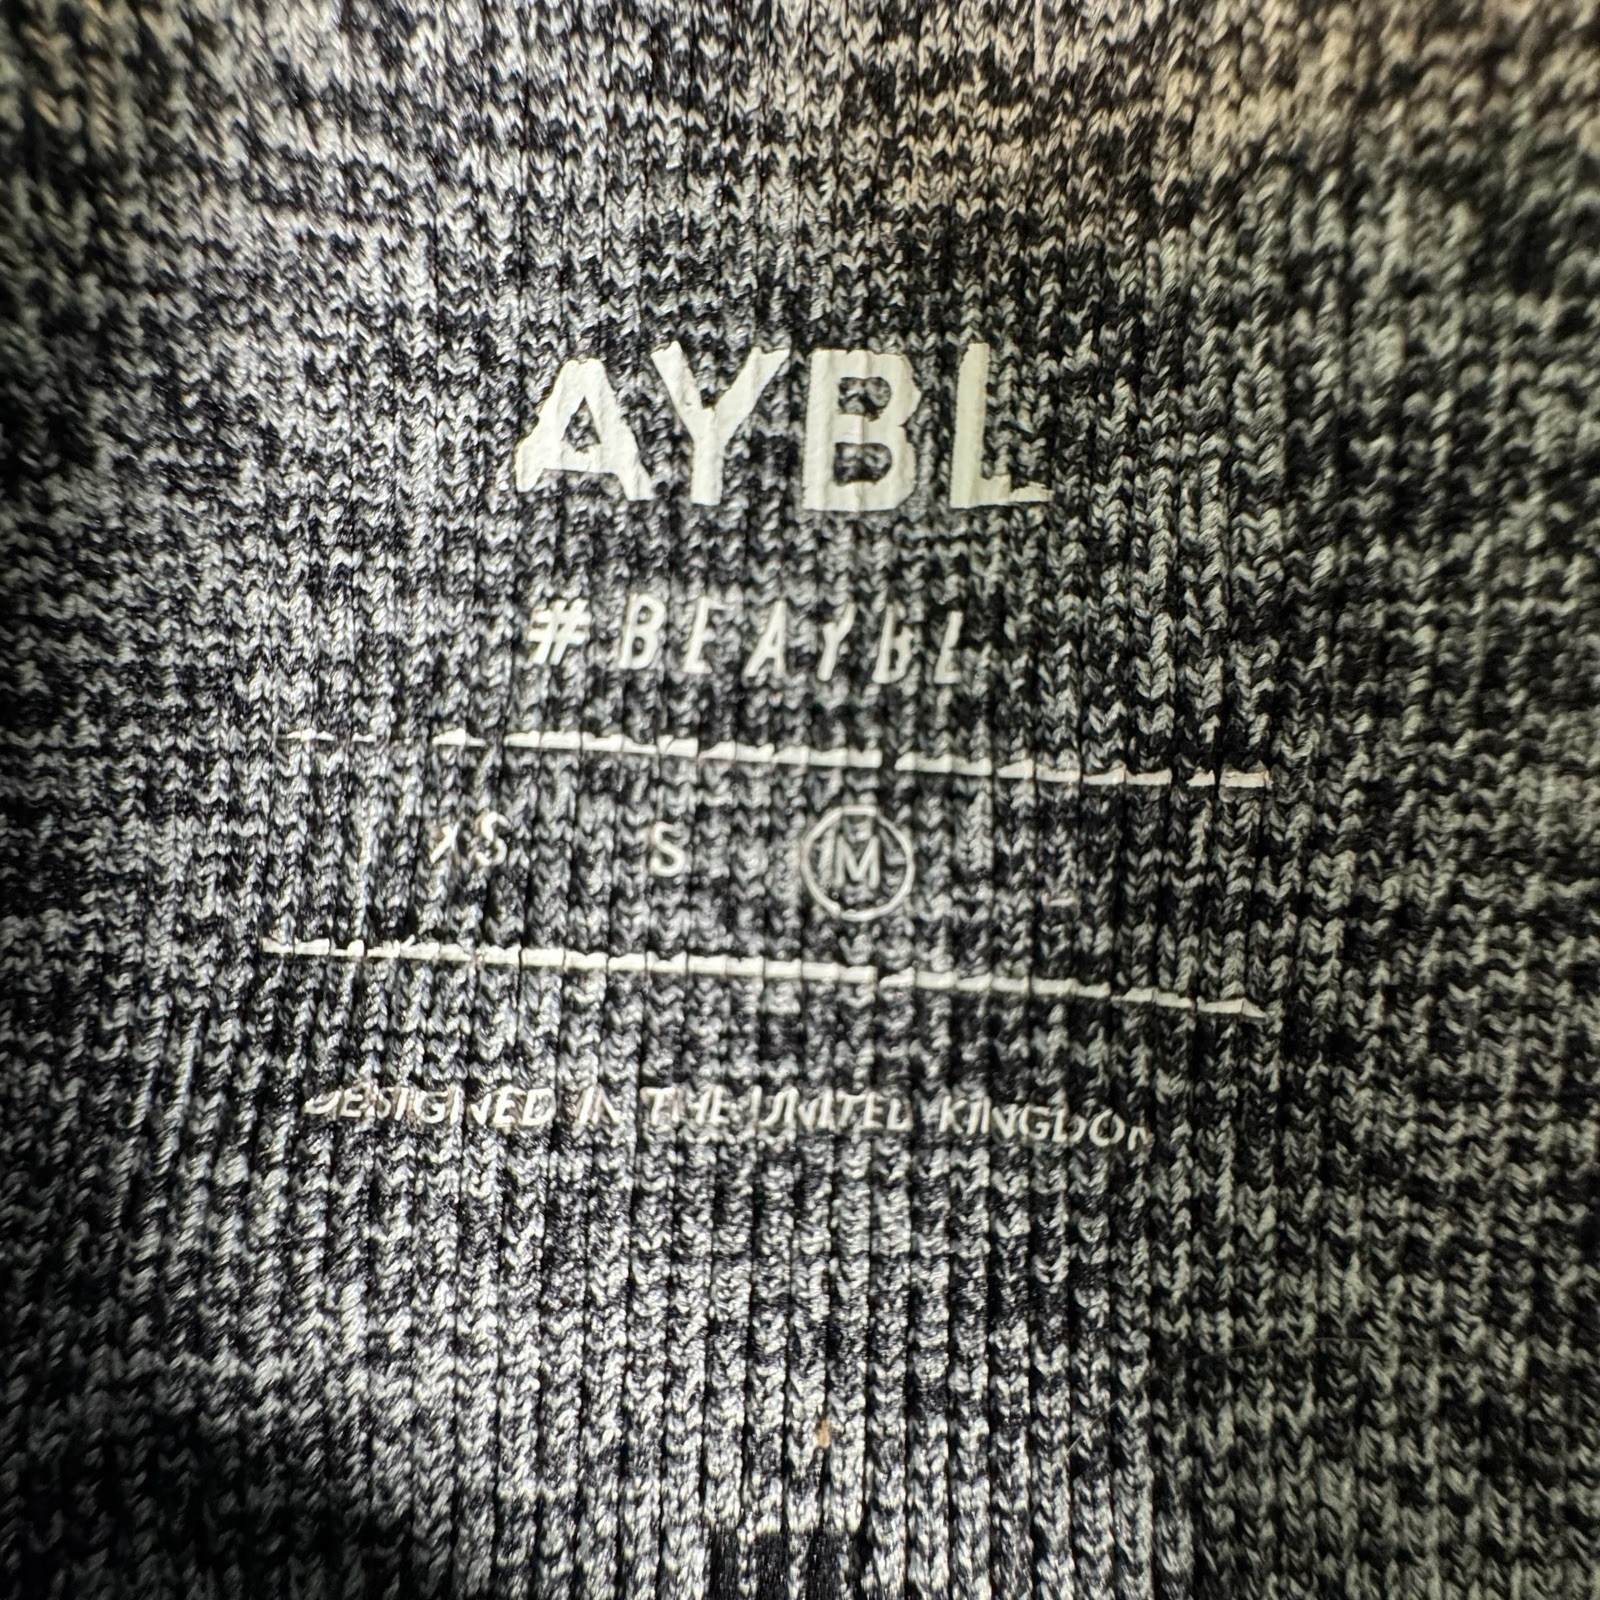 AYBL
#BEAYBL
XS S M L
DESIGNED IN THE UNITED KINGDOM